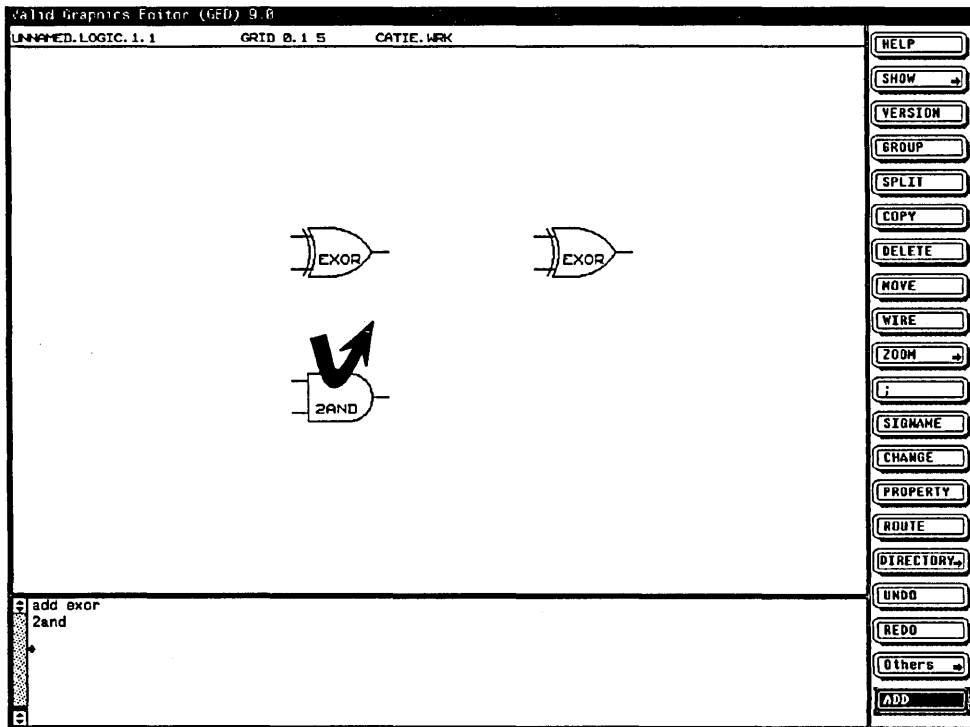 Valid Graphics Editor (GED) 9.0
UNNAMED.LOGIC.1.1 GRID 0.1 5 CATIE.WRK
HELP
SHOW
VERSION
GROUP
SPLIT
COPY
DELETE
MOVE
WIRE
ZOOM
;
SIGNAME
CHANGE
PROPERTY
ROUTE
DIRECTORY
UNDO
REDO
Others
ADD
EXOR EXOR
2AND
add exor
2and